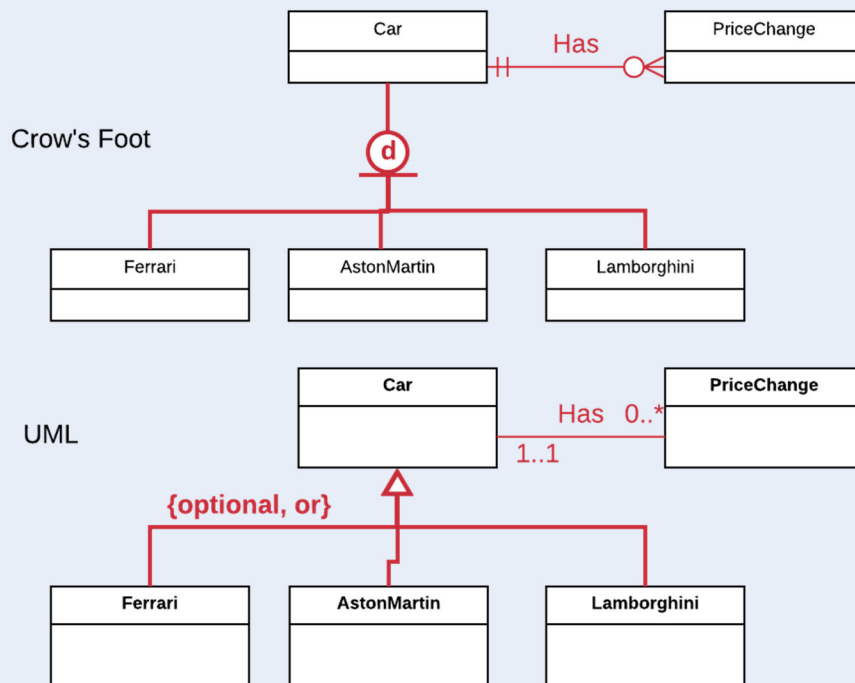 Car
PriceChange
Has
Crow's Foot
d
Ferrari
AstonMartin
Lamborghini
Car
PriceChange
Has 0..*
UML
1..1
{optional, or}
Ferrari
AstonMartin
Lamborghini